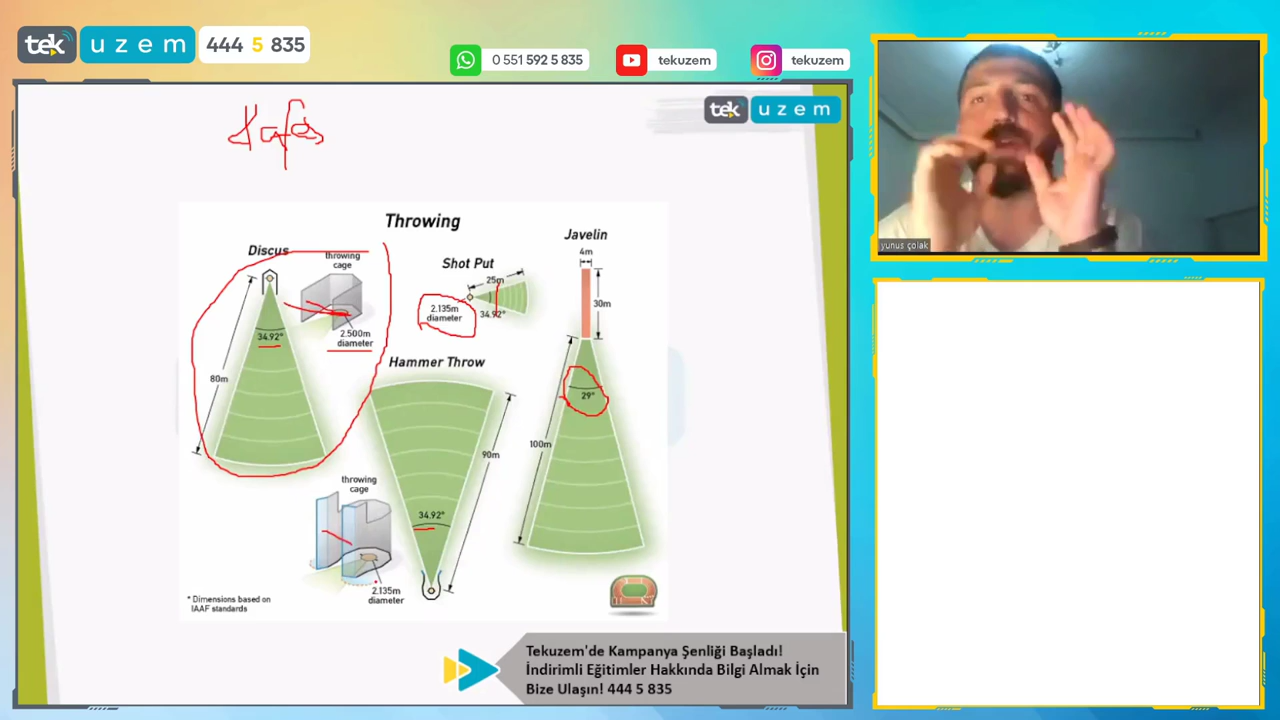 tek uzem 444 5 835
0 551 592 5 835 tekuzem tekuzem
tek uzem
Kafes
Throwing
Discus
throwing
cage
2.500m
diameter
34.92°
80m
Shot Put
25m
2.135m
diameter
34.92°
Javelin
4m
30m
29°
100m
Hammer Throw
90m
34.92°
throwing
cage
2.135m
diameter
* Dimensions based on
IAAF standards
yunus çolak
Tekuzem'de Kampanya Şenliği Başladı!
İndirimli Eğitimler Hakkında Bilgi Almak İçin
Bize Ulaşın! 444 5 835